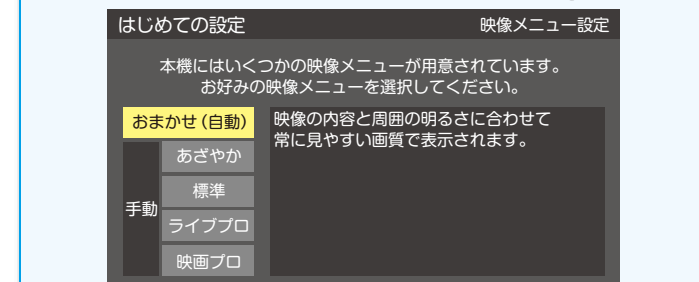 はじめての設定
映像メニュー設定
本機にはいくつかの映像メニューが用意されています。
お好みの映像メニューを選択してください。
おまかせ（自動）
手動
あざやか
標準
ライブプロ
映画プロ
映像の内容と周囲の明るさに合わせて
常に見やすい画質で表示されます。